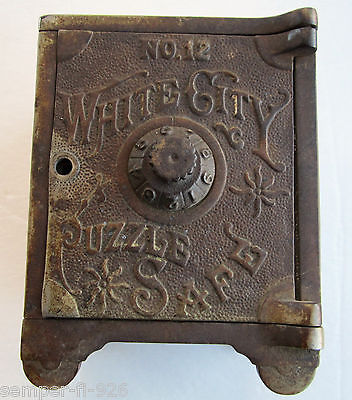 NO. 12
WHITE CITY
PUZZLE
SAFE
semper-fi-926